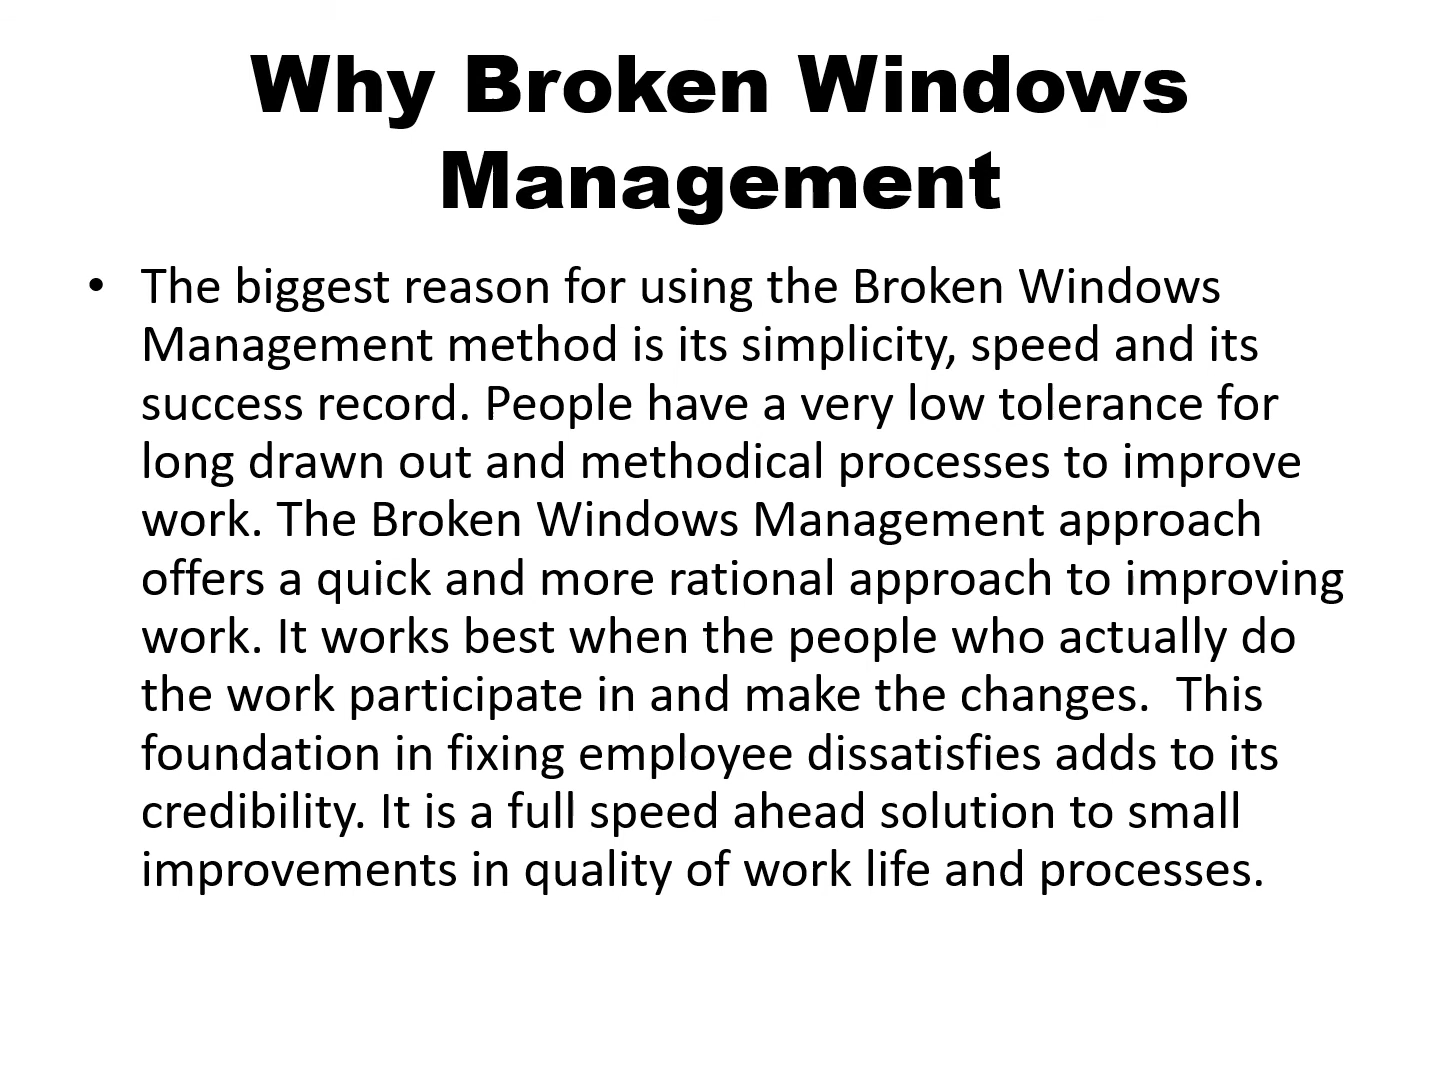 Why Broken Windows
Management
• The biggest reason for using the Broken Windows
Management method is its simplicity, speed and its
success record. People have a very low tolerance for
long drawn out and methodical processes to improve
work. The Broken Windows Management approach
offers a quick and more rational approach to improving
work. It works best when the people who actually do
the work participate in and make the changes.  This
foundation in fixing employee dissatisfies adds to its
credibility. It is a full speed ahead solution to small
improvements in quality of work life and processes.